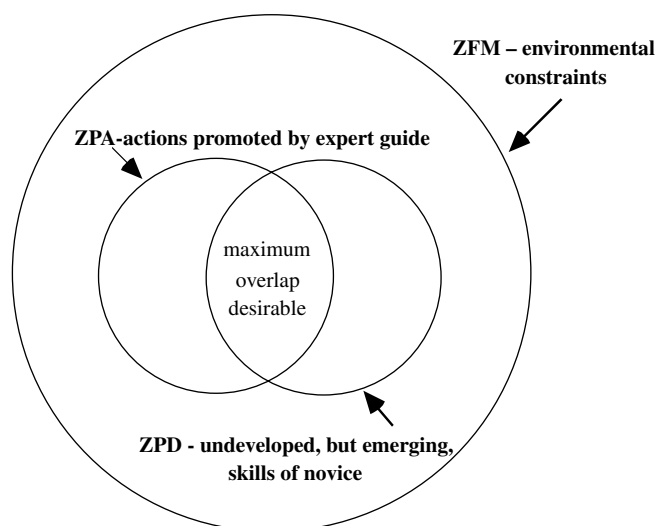 ZFM – environmental
constraints
ZPA-actions promoted by expert guide
maximum
overlap
desirable
ZPD - undeveloped, but emerging,
skills of novice